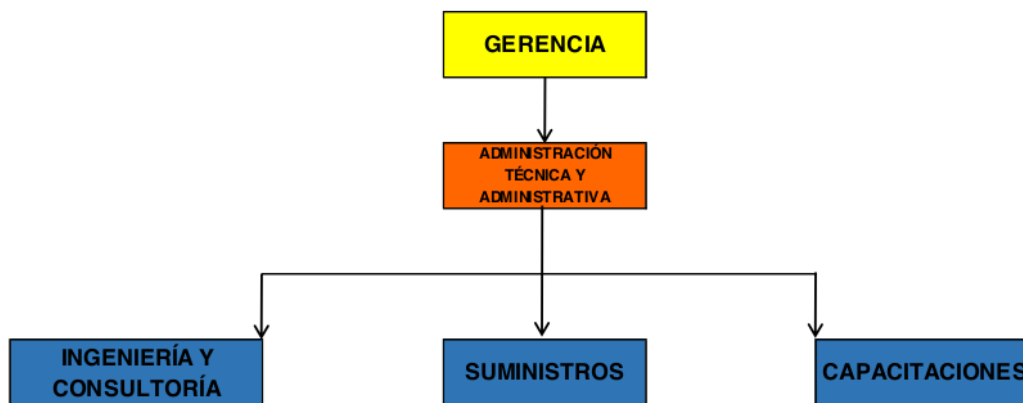 GERENCIA
ADMINISTRACIÓN
TÉCNICA Y
ADMINISTRATIVA
INGENIERÍA Y
CONSULTORÍA
SUMINISTROS
CAPACITACIONES